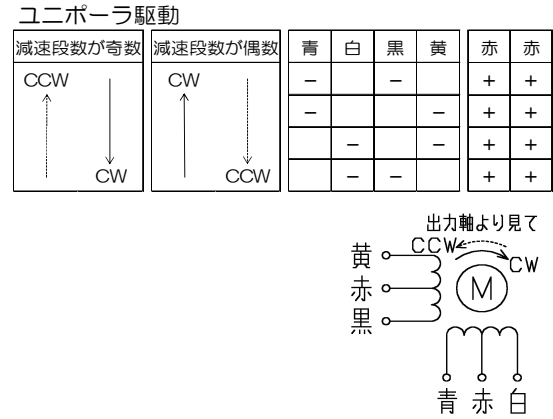 ユニポーラ駆動
減速段数が奇数 減速段数が偶数 青 白 黒 黄 赤 赤
CCW CW − − + +
− − + +
− − + +
CW CCW − − + +
出力軸より見て
CCW CW
黄
赤 M
黒
青 赤 白